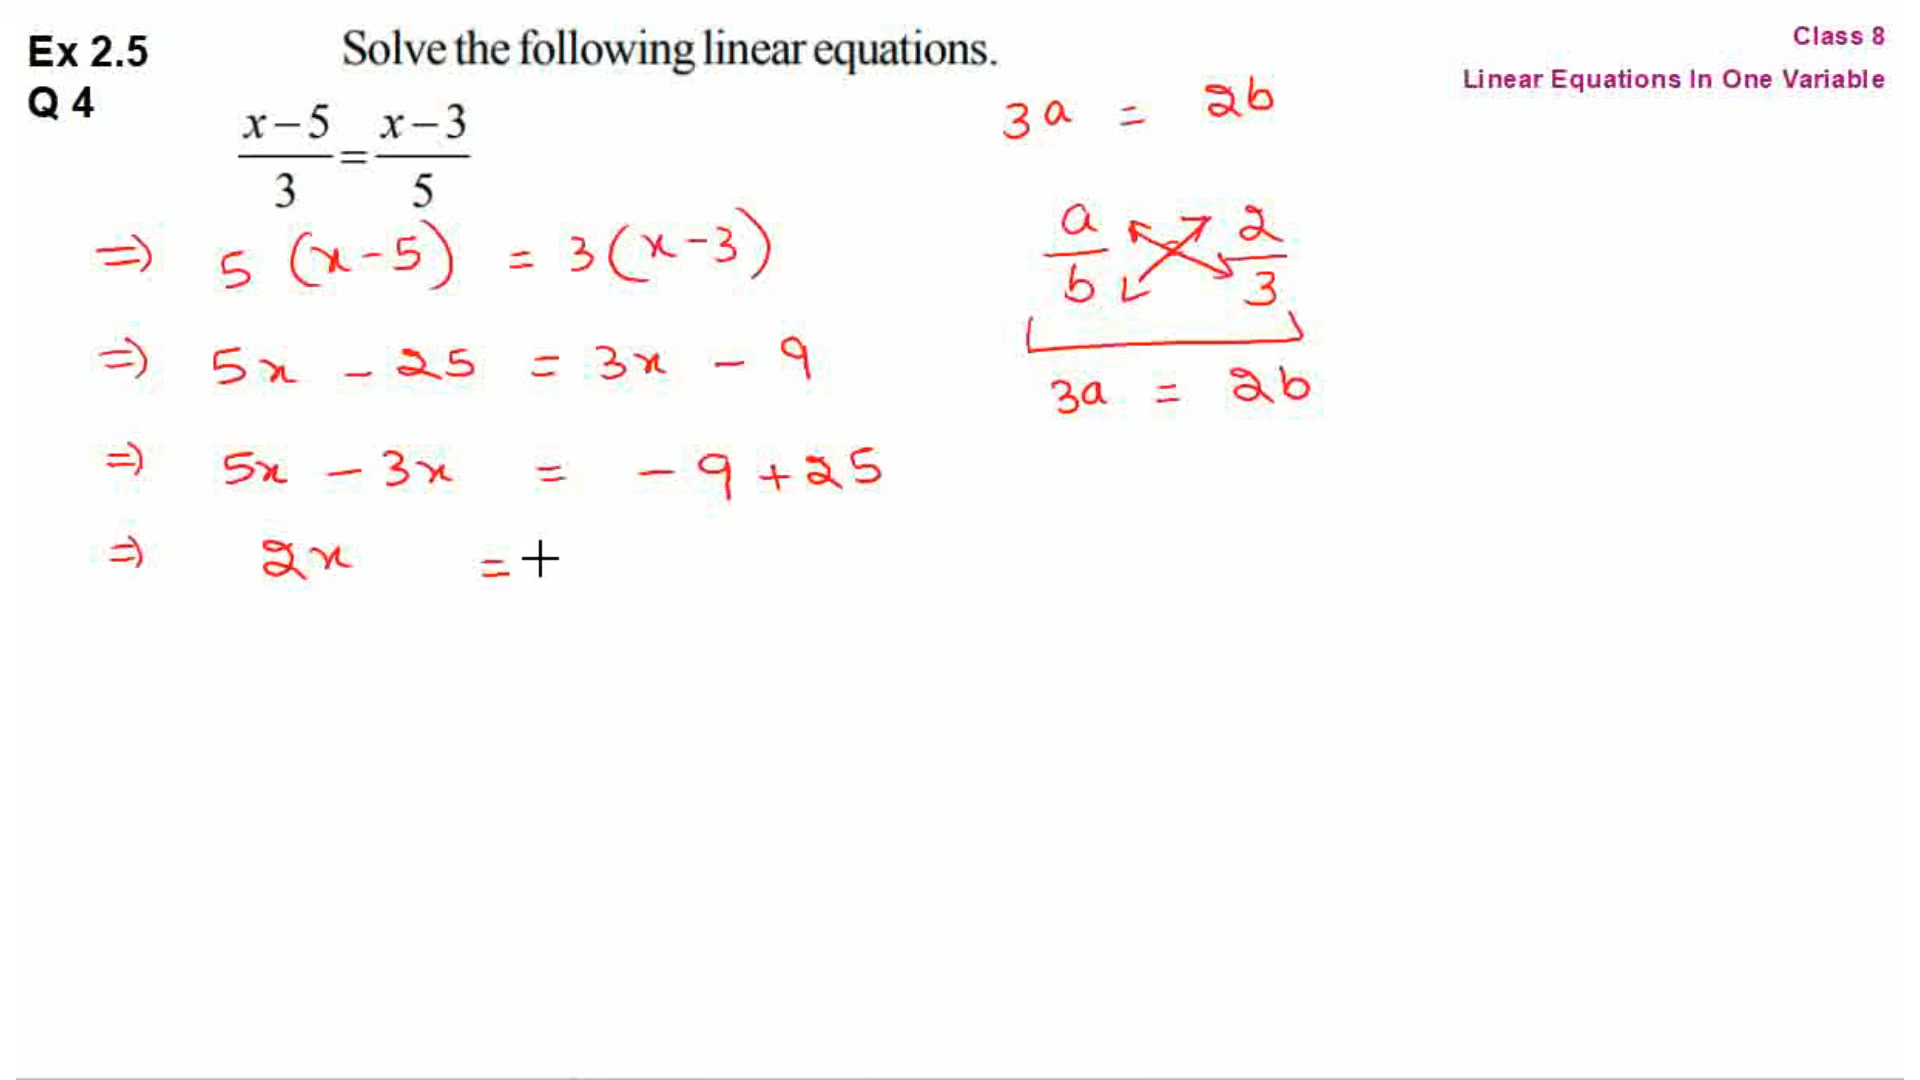 Ex 2.5
Q 4
Solve the following linear equations.
Class 8
Linear Equations In One Variable
x-5/3 = x-3/5
⇒ 5 (x-5) = 3(x-3)
⇒ 5x - 25 = 3x - 9
⇒ 5x - 3x = - 9 + 25
⇒ 2x =
3a = 2b
a/b 2/3
3a = 2b